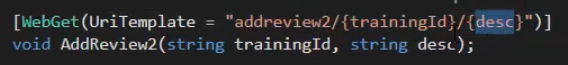 [WebGet(UriTemplate = "addreview2/{trainingId}/{desc}")]
void AddReview2(string trainingId, string desc);